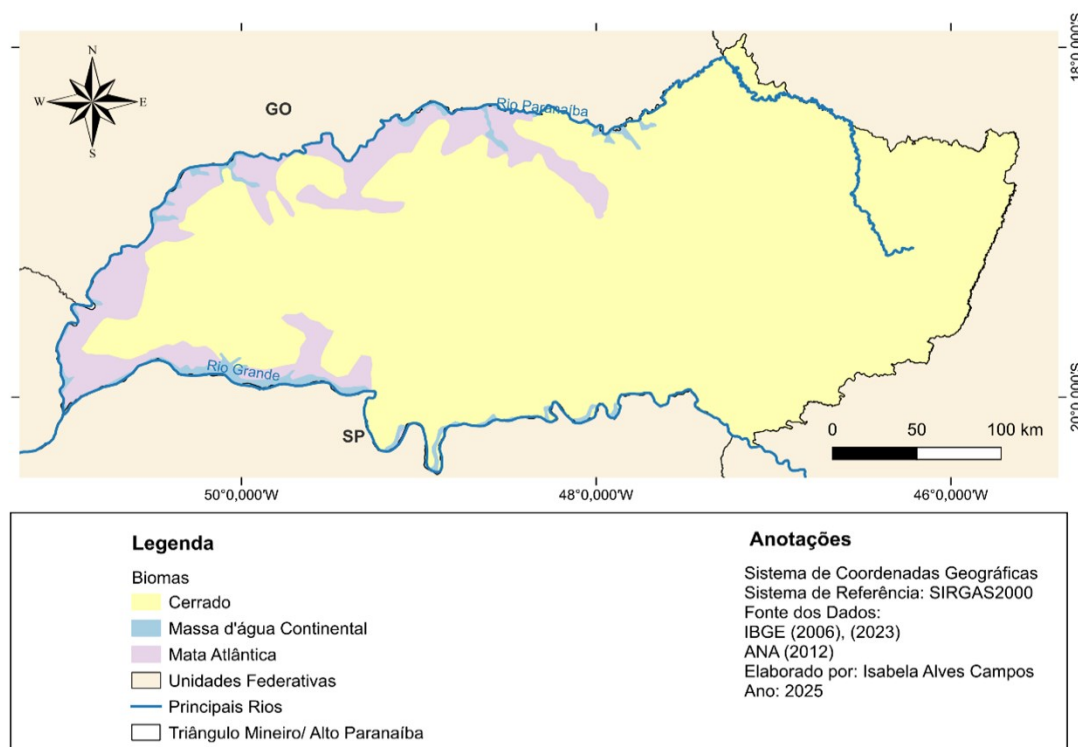 N
W E
S
GO
Rio Paranaíba
18°0,000'S
Rio Grande
SP
20°0,000'S
0 50 100 km
50°0,000'W 48°0,000'W 46°0,000'W
Legenda
Biomas
Cerrado
Massa d'água Continental
Mata Atlântica
Unidades Federativas
Principais Rios
Triângulo Mineiro/ Alto Paranaíba
Anotações
Sistema de Coordenadas Geográficas
Sistema de Referência: SIRGAS2000
Fonte dos Dados:
IBGE (2006), (2023)
ANA (2012)
Elaborado por: Isabela Alves Campos
Ano: 2025